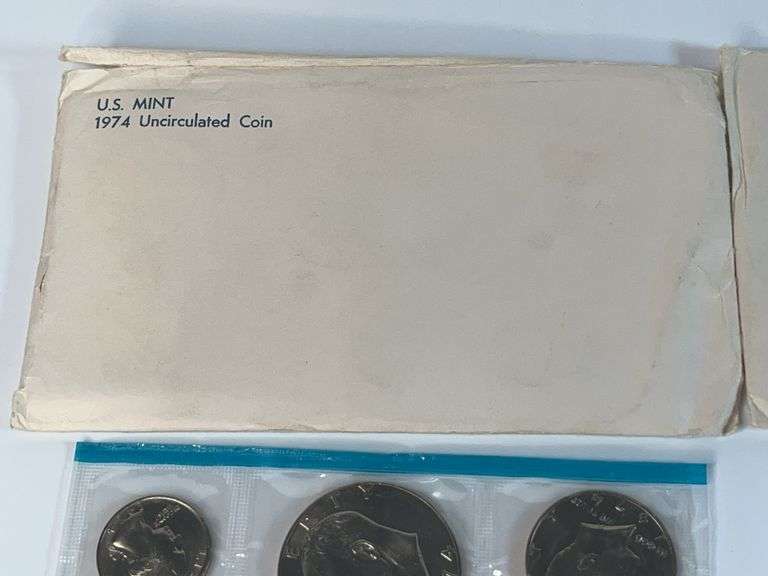 U.S. MINT
1974 Uncirculated Coin